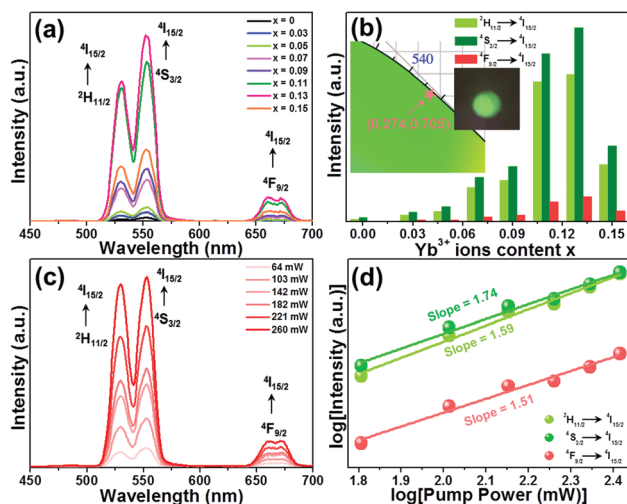 (a)
⁴I₁₅/₂
⁴I₁₅/₂
²H₁₁/₂
⁴S₃/₂
⁴I₁₅/₂
⁴F₉/₂
x = 0
x = 0.03
x = 0.05
x = 0.07
x = 0.09
x = 0.11
x = 0.13
x = 0.15
Intensity (a.u.)
450 500 550 600 650 700
Wavelength (nm)
(b)
²H₁₁/₂→⁴I₁₅/₂
⁴S₃/₂→⁴I₁₅/₂
⁴F₉/₂→⁴I₁₅/₂
540
(0.274,0.705)
Intensity (a.u.)
0.00 0.03 0.06 0.09 0.12 0.15
Yb³⁺ ions content x
(c)
⁴I₁₅/₂
⁴I₁₅/₂
²H₁₁/₂
⁴S₃/₂
⁴I₁₅/₂
⁴F₉/₂
64 mW
103 mW
142 mW
182 mW
221 mW
260 mW
Intensity (a.u.)
450 500 550 600 650 700
Wavelength (nm)
(d)
Slope = 1.74
Slope = 1.59
Slope = 1.51
²H₁₁/₂→⁴I₁₅/₂
⁴S₃/₂→⁴I₁₅/₂
⁴F₉/₂→⁴I₁₅/₂
log[Intensity (a.u.)]
1.8 1.9 2.0 2.1 2.2 2.3 2.4
log[Pump Power (mW)]